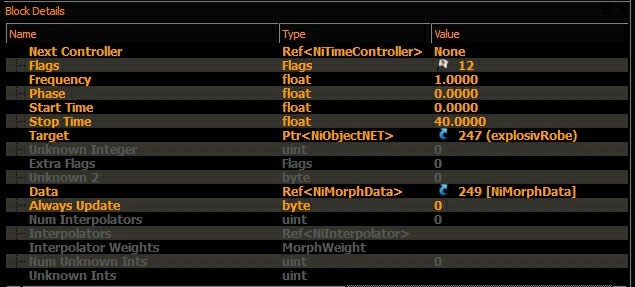 Block Details
Name Type Value
Next Controller Ref<NiTimeController> None
Flags Flags 12
Frequency float 1.0000
Phase float 0.0000
Start Time float 0.0000
Stop Time float 40.0000
Target Ptr<NiObjectNET> 247 (explosivRobe)
Unknown Integer uint 0
Extra Flags Flags 0
Unknown 2 byte 0
Data Ref<NiMorphData> 249 [NiMorphData]
Always Update byte 0
Num Interpolators uint 0
Interpolators Ref<NiInterpolator>
Interpolator Weights MorphWeight
Num Unknown Ints uint 0
Unknown Ints uint